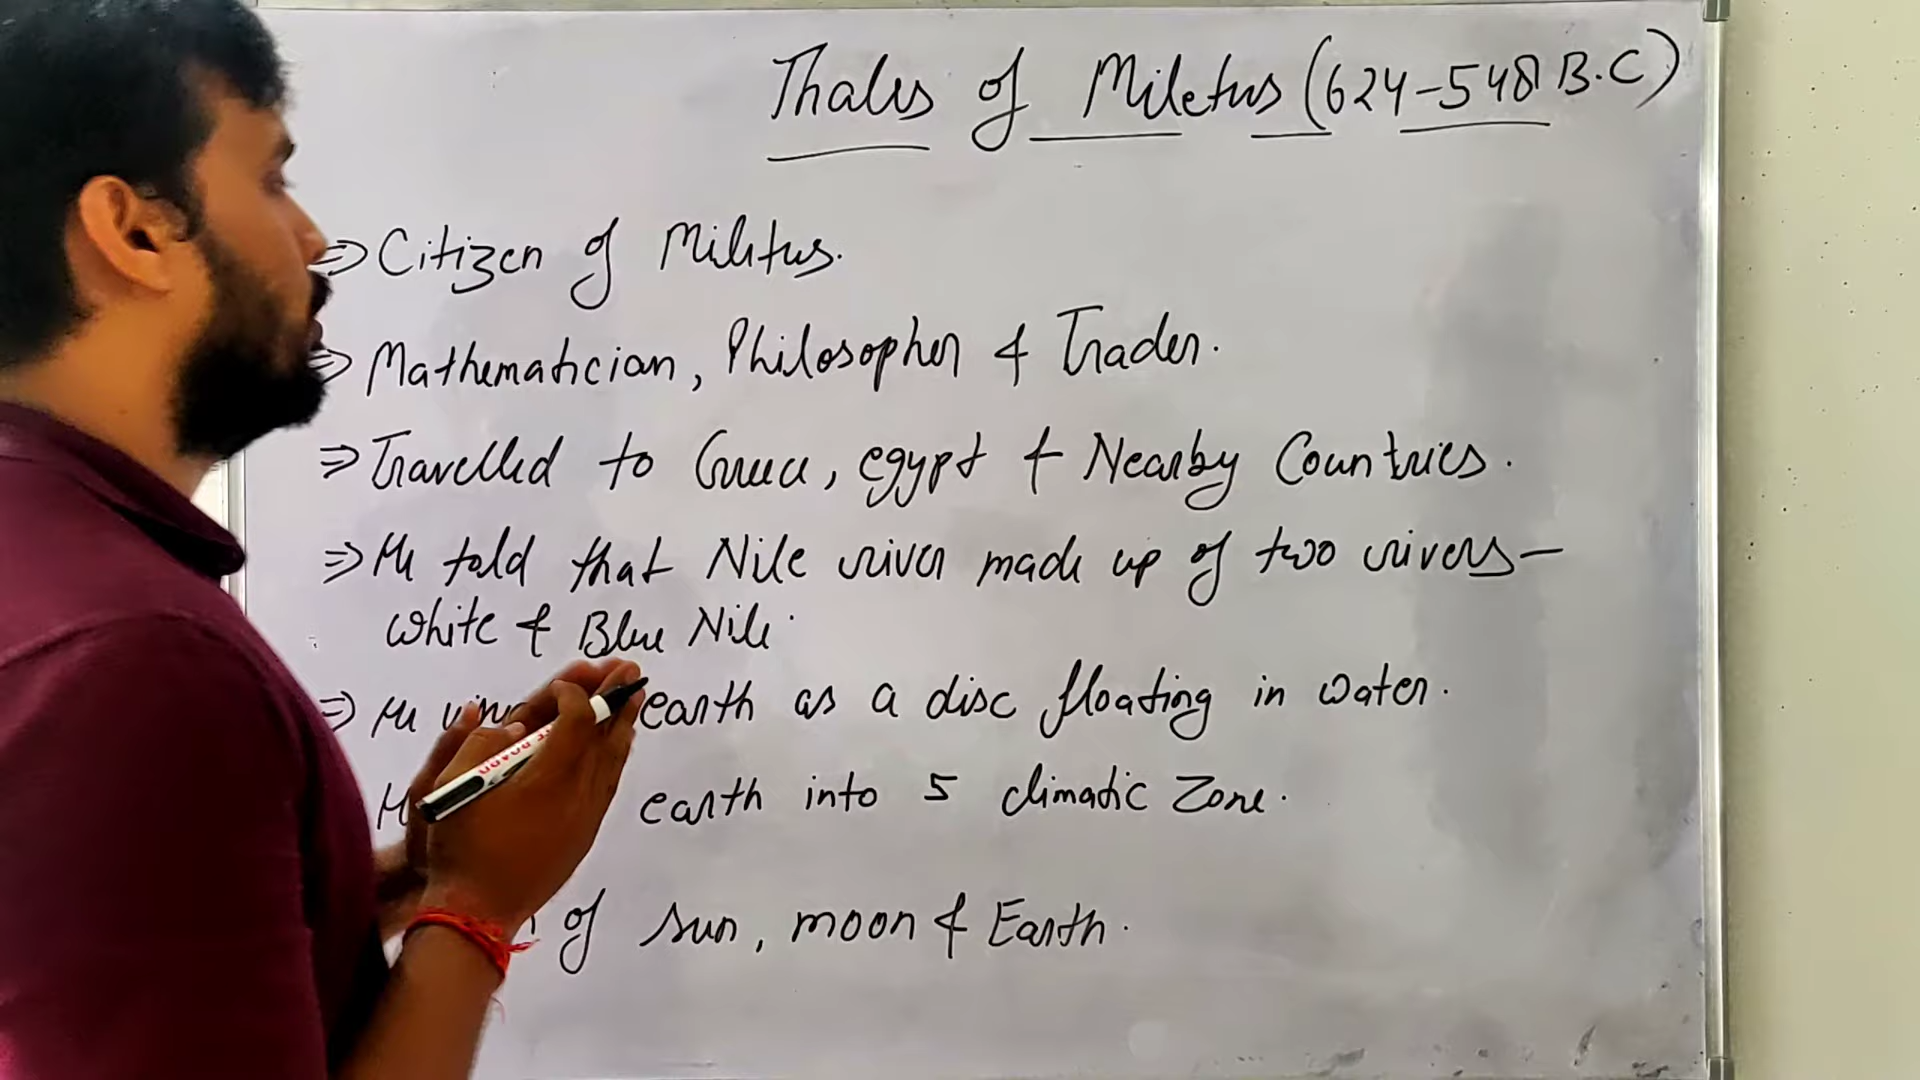 Thales of Miletus (624-548 B.C)
⇒ Citizen of Militus.
⇒ Mathematician, Philosopher & Trader.
⇒ Travelled to Greece, egypt & Nearby Countries.
⇒ He told that Nile river made up of two rivers—
White & Blue Nile.
⇒ He earth as a disc floating in water.
earth into 5 climatic Zone.
of sun, moon & Earth.